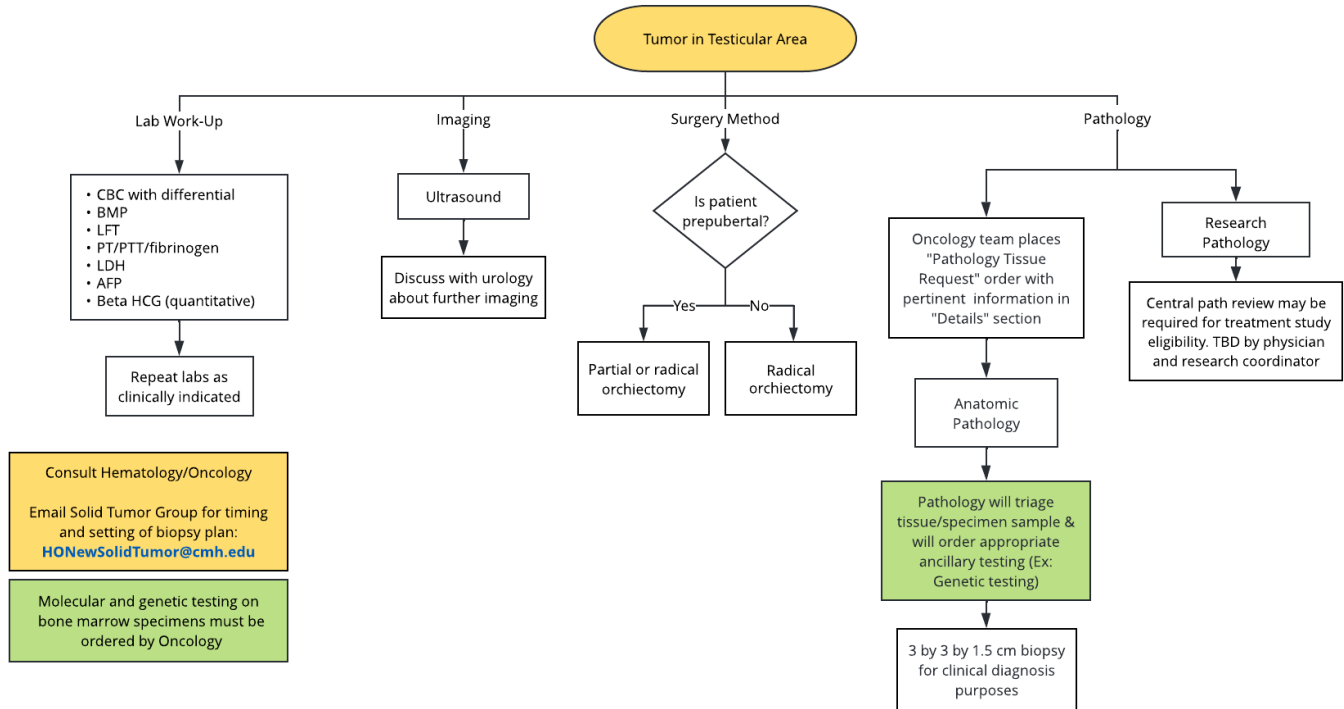 Tumor in Testicular Area
Lab Work-Up
Imaging
Surgery Method
Pathology
• CBC with differential
• BMP
• LFT
• PT/PTT/fibrinogen
• LDH
• AFP
• Beta HCG (quantitative)
Repeat labs as
clinically indicated
Ultrasound
Discuss with urology
about further imaging
Is patient
prepubertal?
Yes
No
Partial or radical
orchiectomy
Radical
orchiectomy
Oncology team places
"Pathology Tissue
Request" order with
pertinent information in
"Details" section
Anatomic
Pathology
Pathology will triage
tissue/specimen sample &
will order appropriate
ancillary testing (Ex:
Genetic testing)
3 by 3 by 1.5 cm biopsy
for clinical diagnosis
purposes
Research
Pathology
Central path review may be
required for treatment study
eligibility. TBD by physician
and research coordinator
Consult Hematology/Oncology
Email Solid Tumor Group for timing
and setting of biopsy plan:
HONewSolidTumor@cmh.edu
Molecular and genetic testing on
bone marrow specimens must be
ordered by Oncology